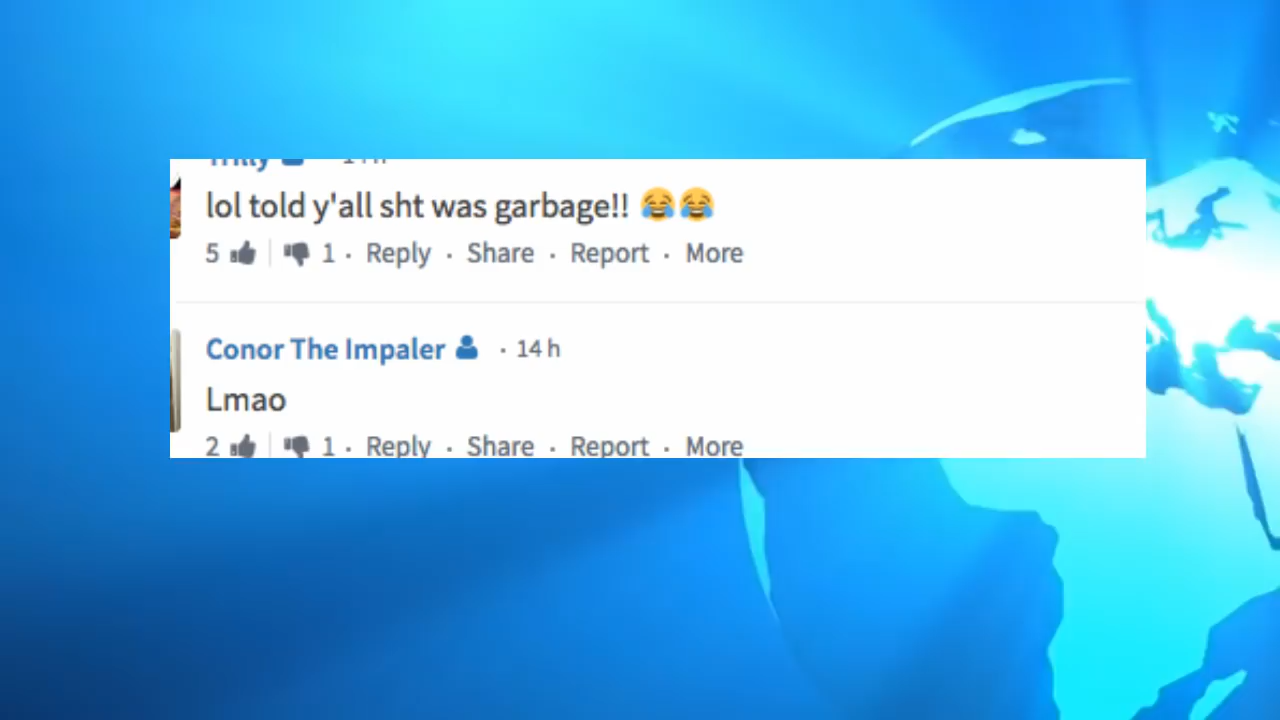 Trilly
lol told y'all sht was garbage!! 😂😂
5 1 · Reply · Share · Report · More
Conor The Impaler · 14 h
Lmao
2 1 · Reply · Share · Report · More